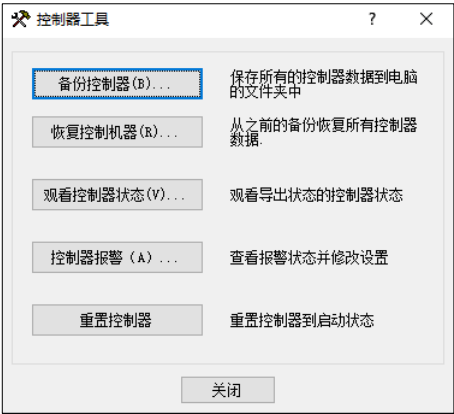 控制器工具
?
备份控制器(B)...
保存所有的控制器数据到电脑
的文件夹中
恢复控制机器(R)...
从之前的备份恢复所有控制器
数据.
观看控制器状态(V)...
观看导出状态的控制器状态
控制器报警 (A) ...
查看报警状态并修改设置
重置控制器
重置控制器到启动状态
关闭